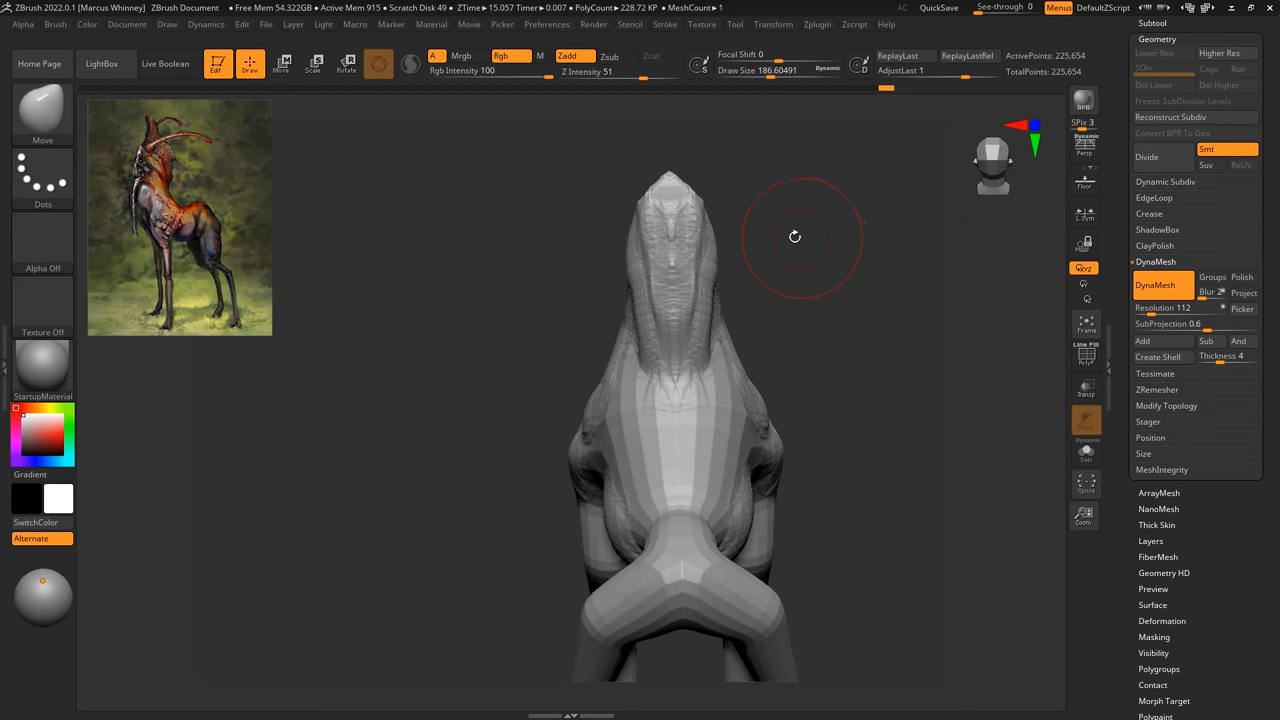 ZBrush 2022.0.1 [Marcus Whinney] ZBrush Document ● Free Mem 54.322GB ● Active Mem 915 ● Scratch Disk 49 ● ZTime ▸ 15.057 Timer ▸ 0.007 ● PolyCount ▸ 228.72 KP ● MeshCount ▸ 1 AC QuickSave See-through 0 Menus DefaultZScript
Alpha Brush Color Document Draw Dynamics Edit File Layer Light Macro Marker Material Movie Picker Preferences Render Stencil Stroke Texture Tool Transform Zplugin Zscript Help
Home Page LightBox Live Boolean Edit Draw Move Scale Rotate
A Mrgb Rgb M Zadd Zsub Zcut
Rgb Intensity 100 Z Intensity 51
S Focal Shift 0
Draw Size 186.60491 Dynamic
D ReplayLast ReplayLastRel ActivePoints: 225,654
AdjustLast 1 TotalPoints: 225,654
Move
Dots
Alpha Off
Texture Off
StartupMaterial
Gradient
SwitchColor
Alternate
BPR
SPix 3
Dynamic
Persp
Floor
L.Sym
XYZ
Frame
Line Fill
PolyF
Transp
Ghost
Dynamic
Solo
Xpose
Zoom
Subtool
Geometry
Lower Res Higher Res
SDiv Cage Rstr
Del Lower Del Higher
Freeze SubDivision Levels
Reconstruct Subdiv
Convert BPR To Geo
Divide Smt
Suv ReUV
Dynamic Subdiv
EdgeLoop
Crease
ShadowBox
ClayPolish
DynaMesh
DynaMesh Groups Polish
Blur 2 Project
Resolution 112 Picker
SubProjection 0.6
Add Sub And
Create Shell Thickness 4
Tessimate
ZRemesher
Modify Topology
Stager
Position
Size
MeshIntegrity
ArrayMesh
NanoMesh
Thick Skin
Layers
FiberMesh
Geometry HD
Preview
Surface
Deformation
Masking
Visibility
Polygroups
Contact
Morph Target
Polypaint